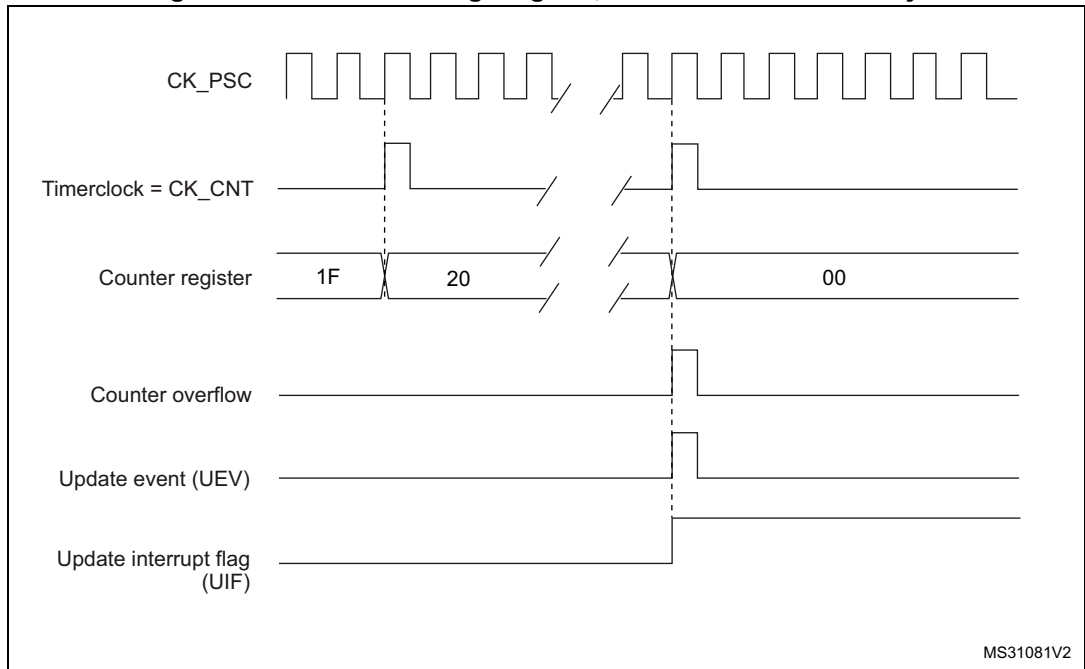 CK_PSC
Timerclock = CK_CNT
Counter register
1F
20
00
Counter overflow
Update event (UEV)
Update interrupt flag
(UIF)
MS31081V2